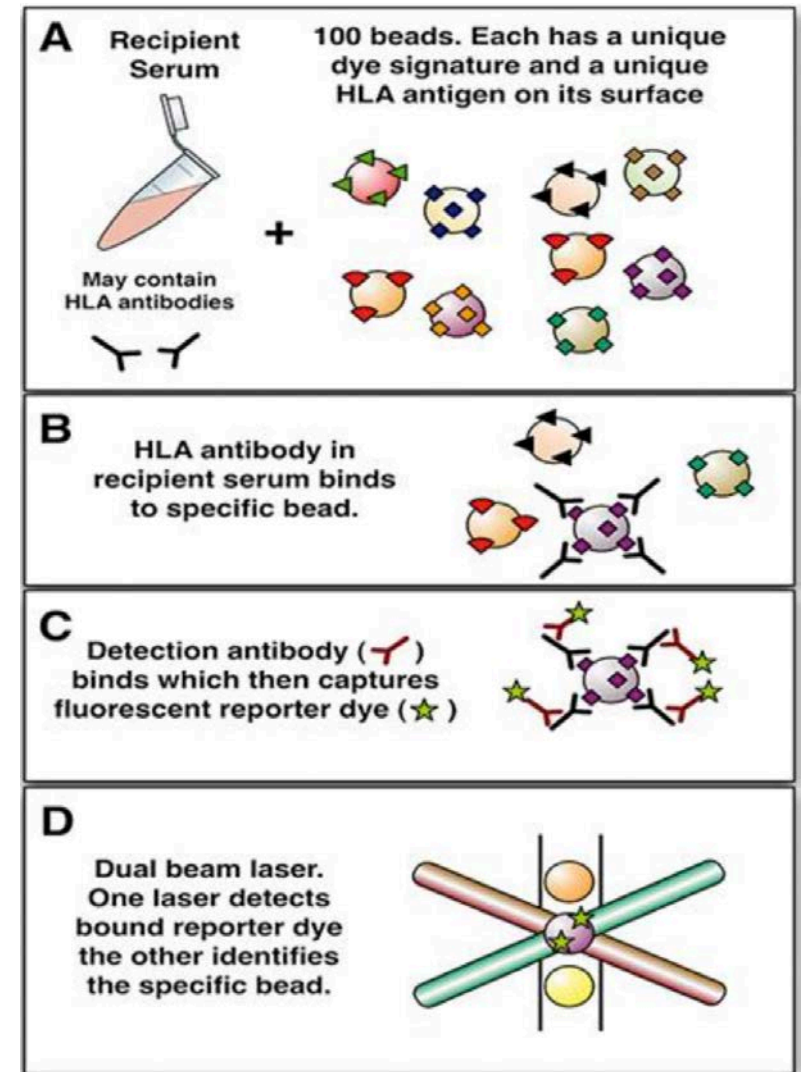 A
Recipient
Serum
100 beads. Each has a unique
dye signature and a unique
HLA antigen on its surface
+
May contain
HLA antibodies
B
HLA antibody in
recipient serum binds
to specific bead.
C
Detection antibody ( )
binds which then captures
fluorescent reporter dye ( )
D
Dual beam laser.
One laser detects
bound reporter dye
the other identifies
the specific bead.